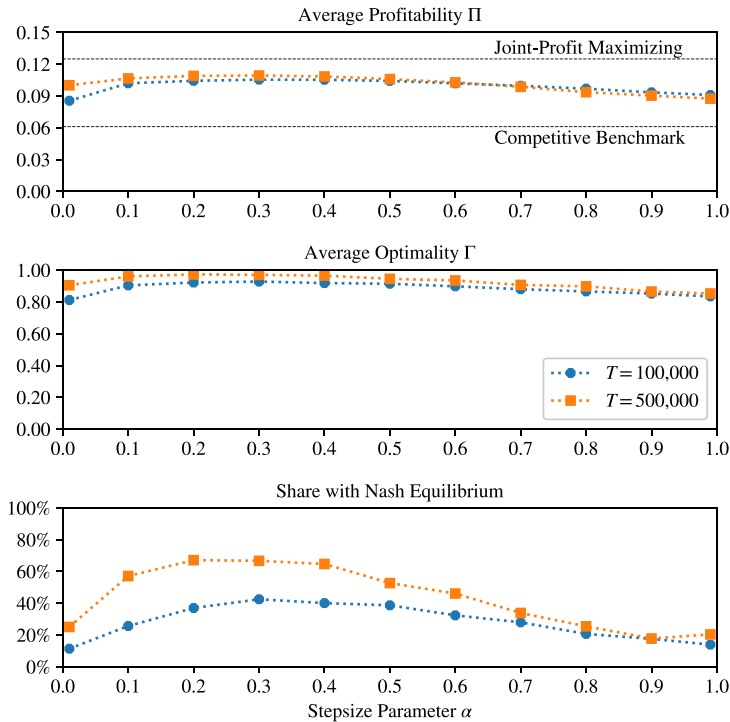 Average Profitability Π
0.15
0.12
0.09
0.06
0.03
0.00
Joint-Profit Maximizing
Competitive Benchmark
0.0 0.1 0.2 0.3 0.4 0.5 0.6 0.7 0.8 0.9 1.0
Average Optimality Γ
1.00
0.80
0.60
0.40
0.20
0.00
T = 100,000
T = 500,000
0.0 0.1 0.2 0.3 0.4 0.5 0.6 0.7 0.8 0.9 1.0
Share with Nash Equilibrium
100%
80%
60%
40%
20%
0%
0.0 0.1 0.2 0.3 0.4 0.5 0.6 0.7 0.8 0.9 1.0
Stepsize Parameter α